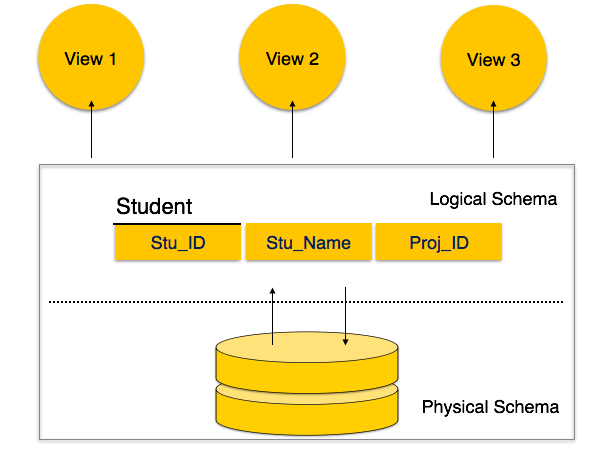 View 1
View 2
View 3
Logical Schema
Student
Stu_ID
Stu_Name
Proj_ID
Physical Schema